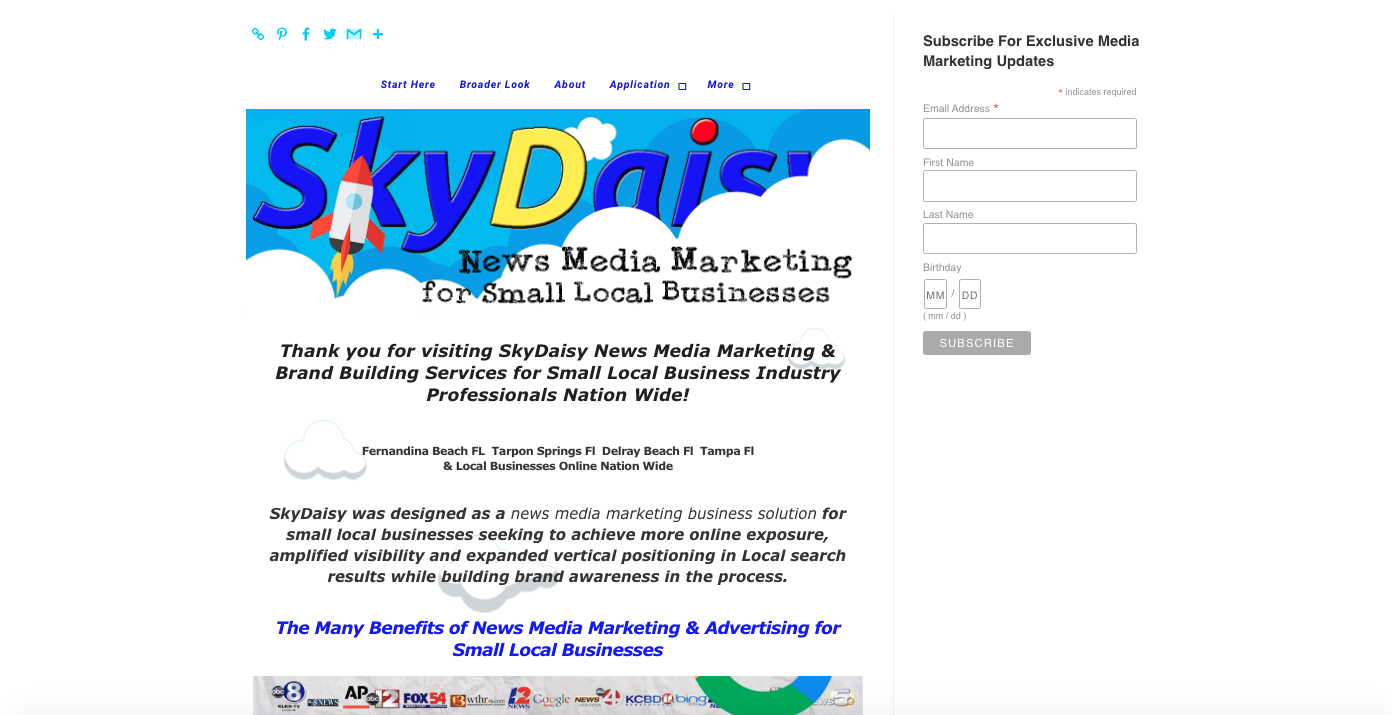 Start Here Broader Look About Application More
SkyDaisy
News Media Marketing
for Small Local Businesses
Thank you for visiting SkyDaisy News Media Marketing &
Brand Building Services for Small Local Business Industry
Professionals Nation Wide!
Fernandina Beach FL Tarpon Springs Fl Delray Beach Fl Tampa Fl
& Local Businesses Online Nation Wide
SkyDaisy was designed as a news media marketing business solution for
small local businesses seeking to achieve more online exposure,
amplified visibility and expanded vertical positioning in Local search
results while building brand awareness in the process.
The Many Benefits of News Media Marketing & Advertising for
Small Local Businesses
abc 8 KLKN-TV NEWS AP abc 12 FOX 54 13 wthr 12 NEWS Google NEWS 4 KCBD 11 bing NEWS 5
Subscribe For Exclusive Media
Marketing Updates
* indicates required
Email Address *
First Name
Last Name
Birthday
MM / DD
( mm / dd )
SUBSCRIBE